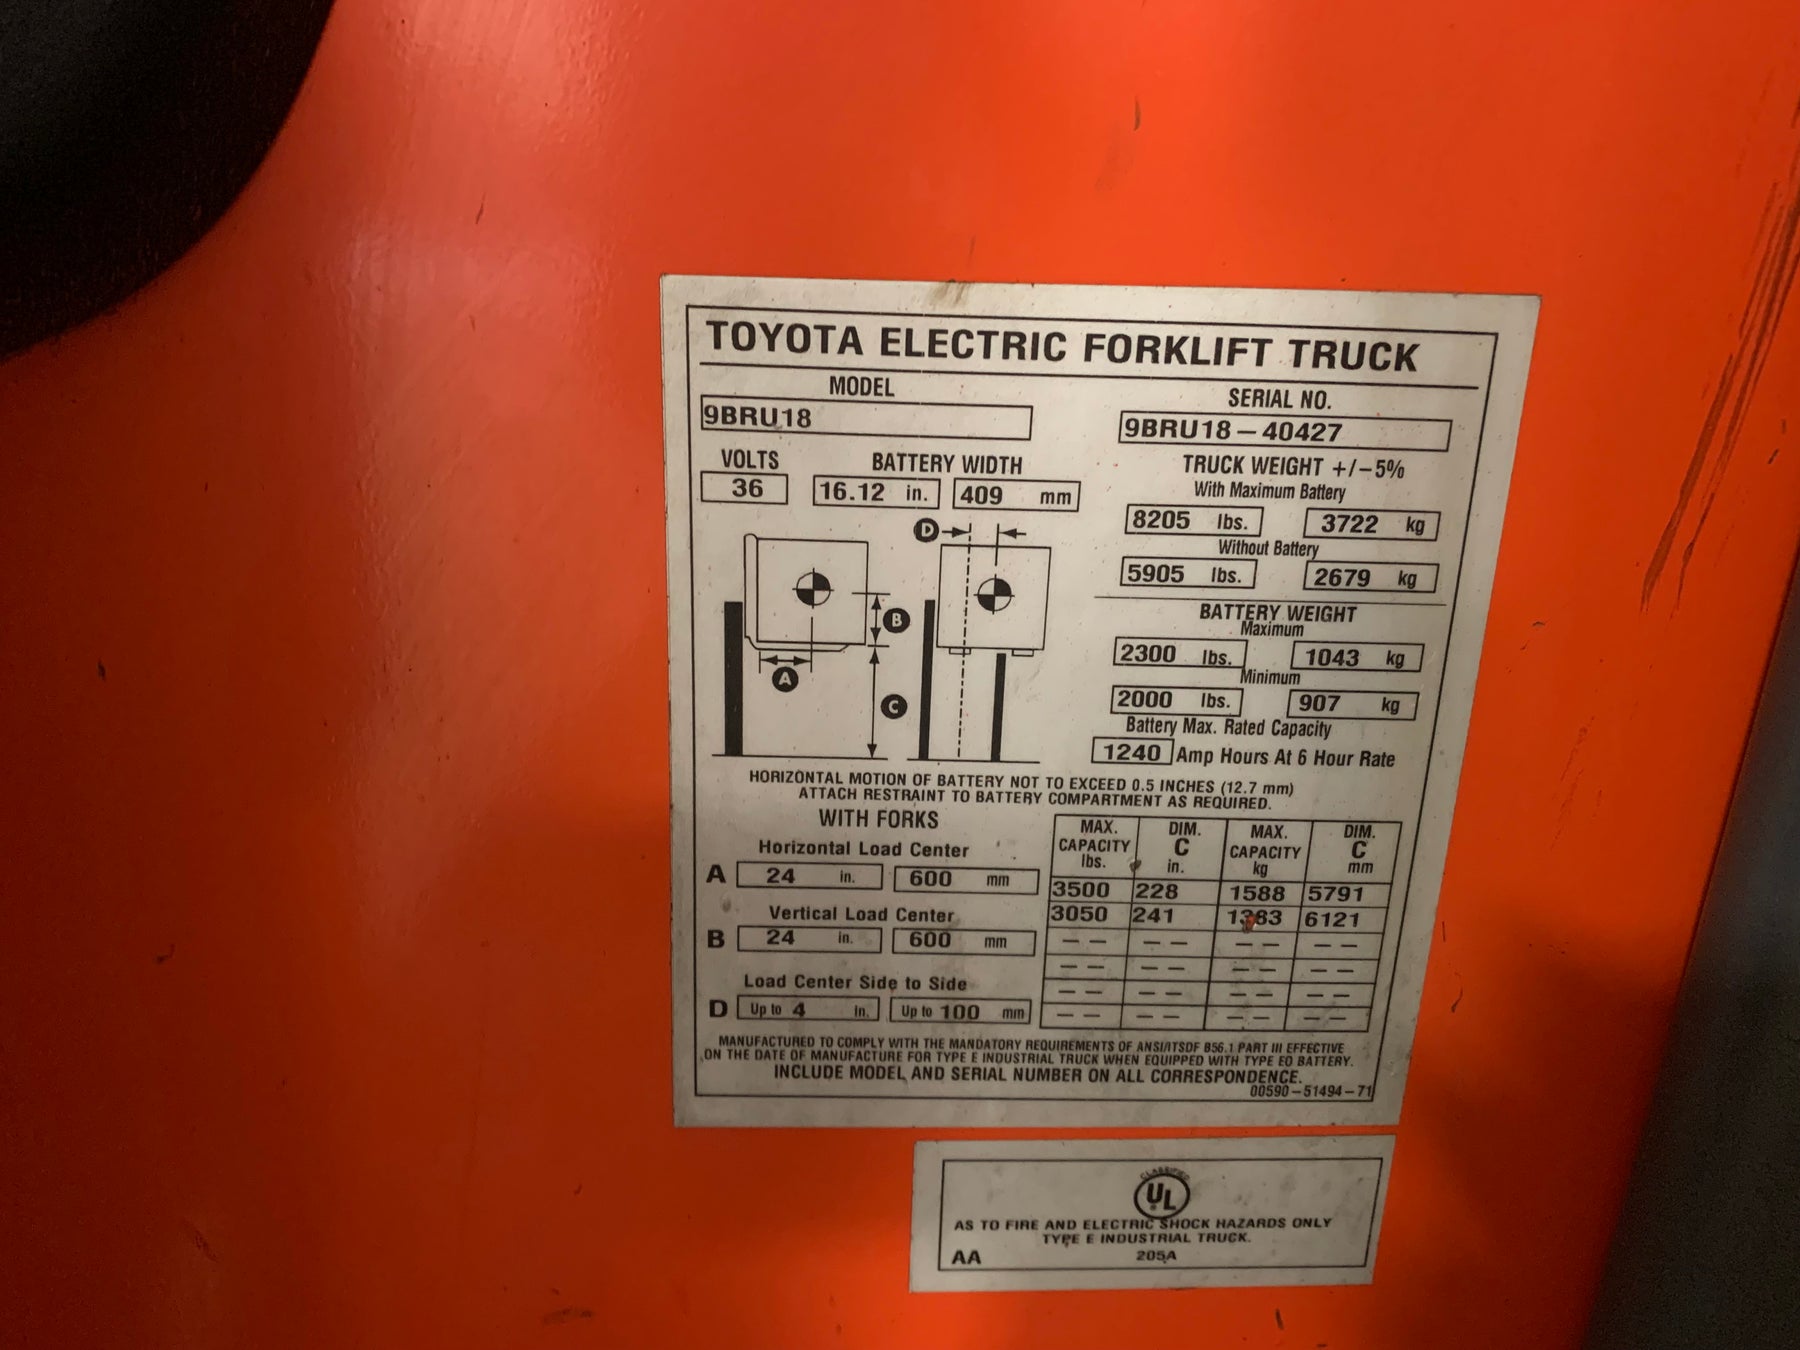 TOYOTA ELECTRIC FORKLIFT TRUCK
MODEL
9BRU18
SERIAL NO.
9BRU18-40427
VOLTS
36
BATTERY WIDTH
16.12 in. 409 mm
TRUCK WEIGHT +/-5%
With Maximum Battery
8205 lbs. 3722 kg
Without Battery
5905 lbs. 2679 kg
BATTERY WEIGHT
Maximum
2300 lbs. 1043 kg
Minimum
2000 lbs. 907 kg
Battery Max. Rated Capacity
1240 Amp Hours At 6 Hour Rate
D
B
A
C
HORIZONTAL MOTION OF BATTERY NOT TO EXCEED 0.5 INCHES (12.7 mm)
ATTACH RESTRAINT TO BATTERY COMPARTMENT AS REQUIRED.
WITH FORKS
Horizontal Load Center
A 24 in. 600 mm
Vertical Load Center
B 24 in. 600 mm
Load Center Side to Side
D Up to 4 in. Up to 100 mm
MAX. CAPACITY lbs. DIM. C in. MAX. CAPACITY kg DIM. C mm
3500 228 1588 5791
3050 241 1383 6121
-- -- -- --
-- -- -- --
-- -- -- --
-- -- -- --
MANUFACTURED TO COMPLY WITH THE MANDATORY REQUIREMENTS OF ANSI/ITSDF B56.1 PART III EFFECTIVE
ON THE DATE OF MANUFACTURE FOR TYPE E INDUSTRIAL TRUCK WHEN EQUIPPED WITH TYPE EO BATTERY.
INCLUDE MODEL AND SERIAL NUMBER ON ALL CORRESPONDENCE.
00590-51494-71
CLASSIFIED
UL
®
AS TO FIRE AND ELECTRIC SHOCK HAZARDS ONLY
TYPE E INDUSTRIAL TRUCK.
AA 205A